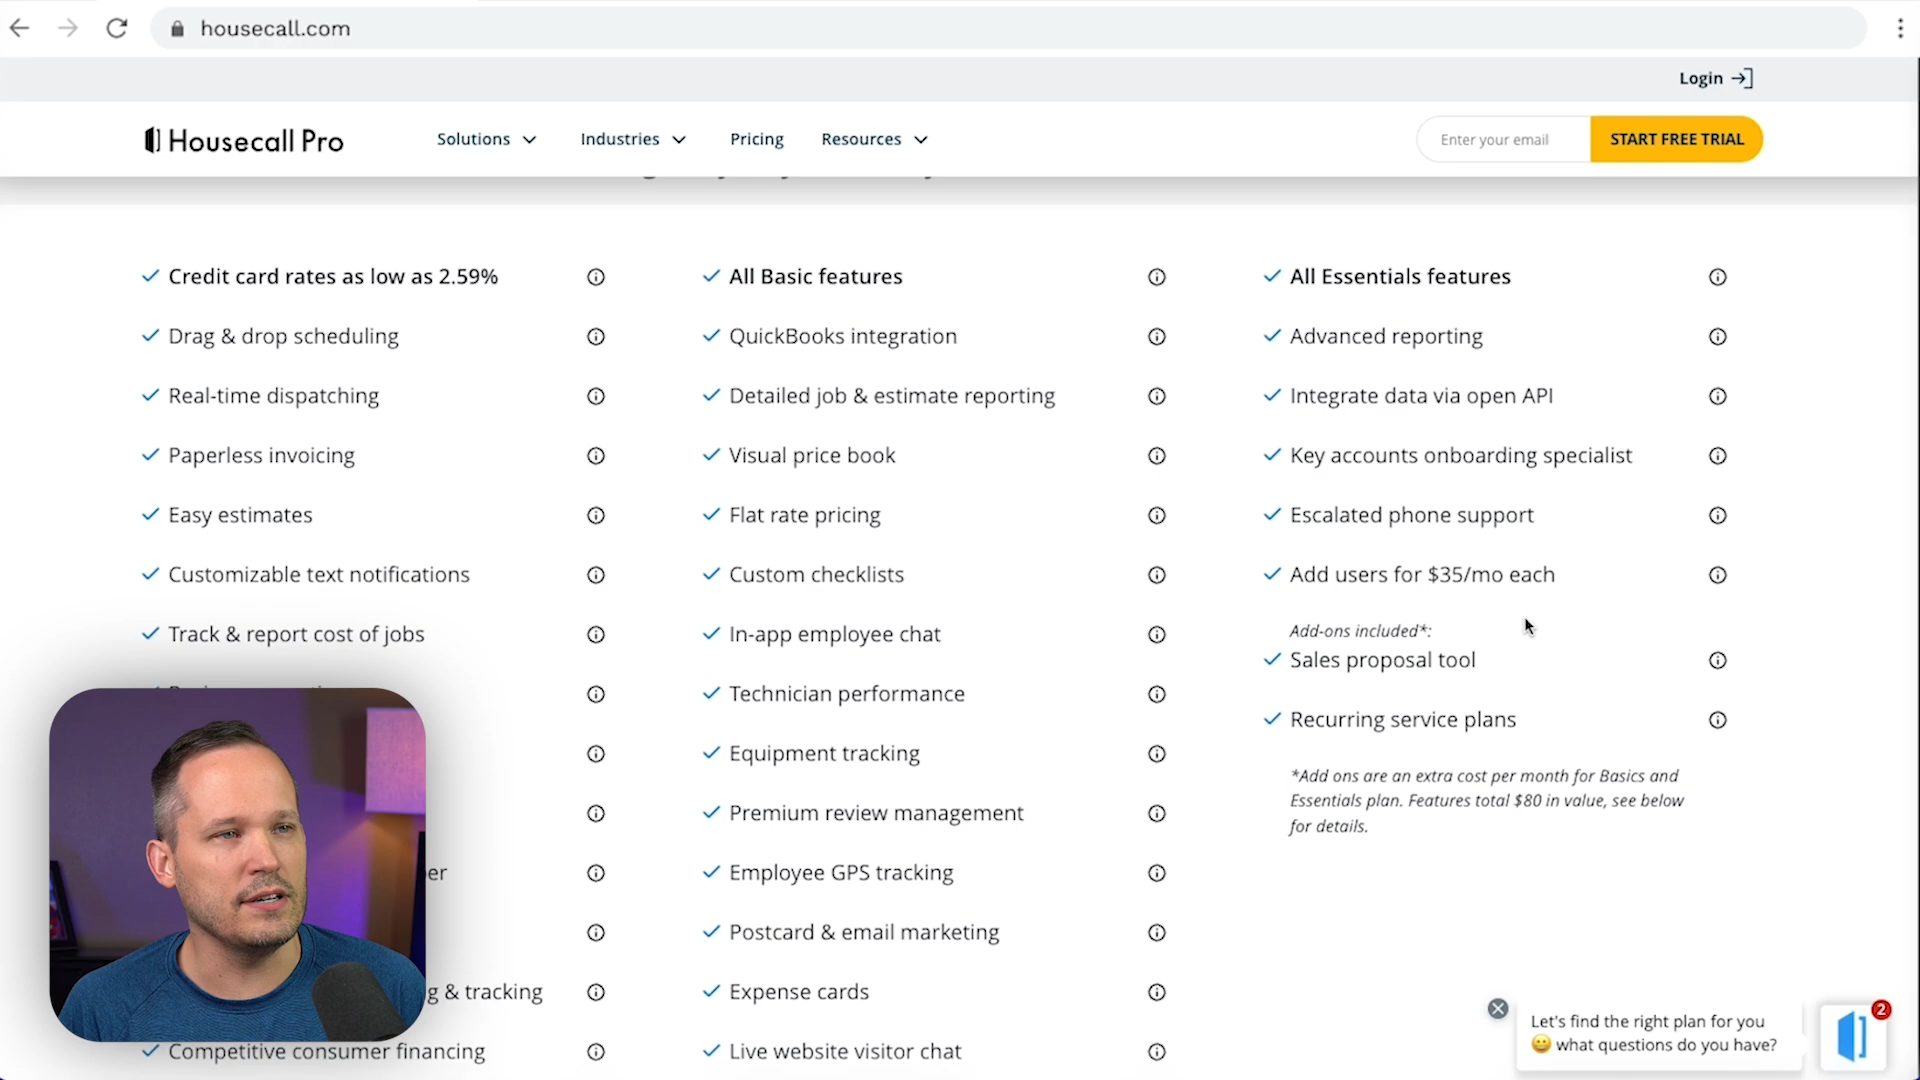 housecall.com
Login
Housecall Pro
Solutions
Industries
Pricing
Resources
Enter your email
START FREE TRIAL
Credit card rates as low as 2.59%
Drag & drop scheduling
Real-time dispatching
Paperless invoicing
Easy estimates
Customizable text notifications
Track & report cost of jobs
g & tracking
Competitive consumer financing
All Basic features
QuickBooks integration
Detailed job & estimate reporting
Visual price book
Flat rate pricing
Custom checklists
In-app employee chat
Technician performance
Equipment tracking
Premium review management
Employee GPS tracking
Postcard & email marketing
Expense cards
Live website visitor chat
All Essentials features
Advanced reporting
Integrate data via open API
Key accounts onboarding specialist
Escalated phone support
Add users for $35/mo each
Add-ons included*:
Sales proposal tool
Recurring service plans
*Add ons are an extra cost per month for Basics and
Essentials plan. Features total $80 in value, see below
for details.
Let's find the right plan for you
😀 what questions do you have?
2